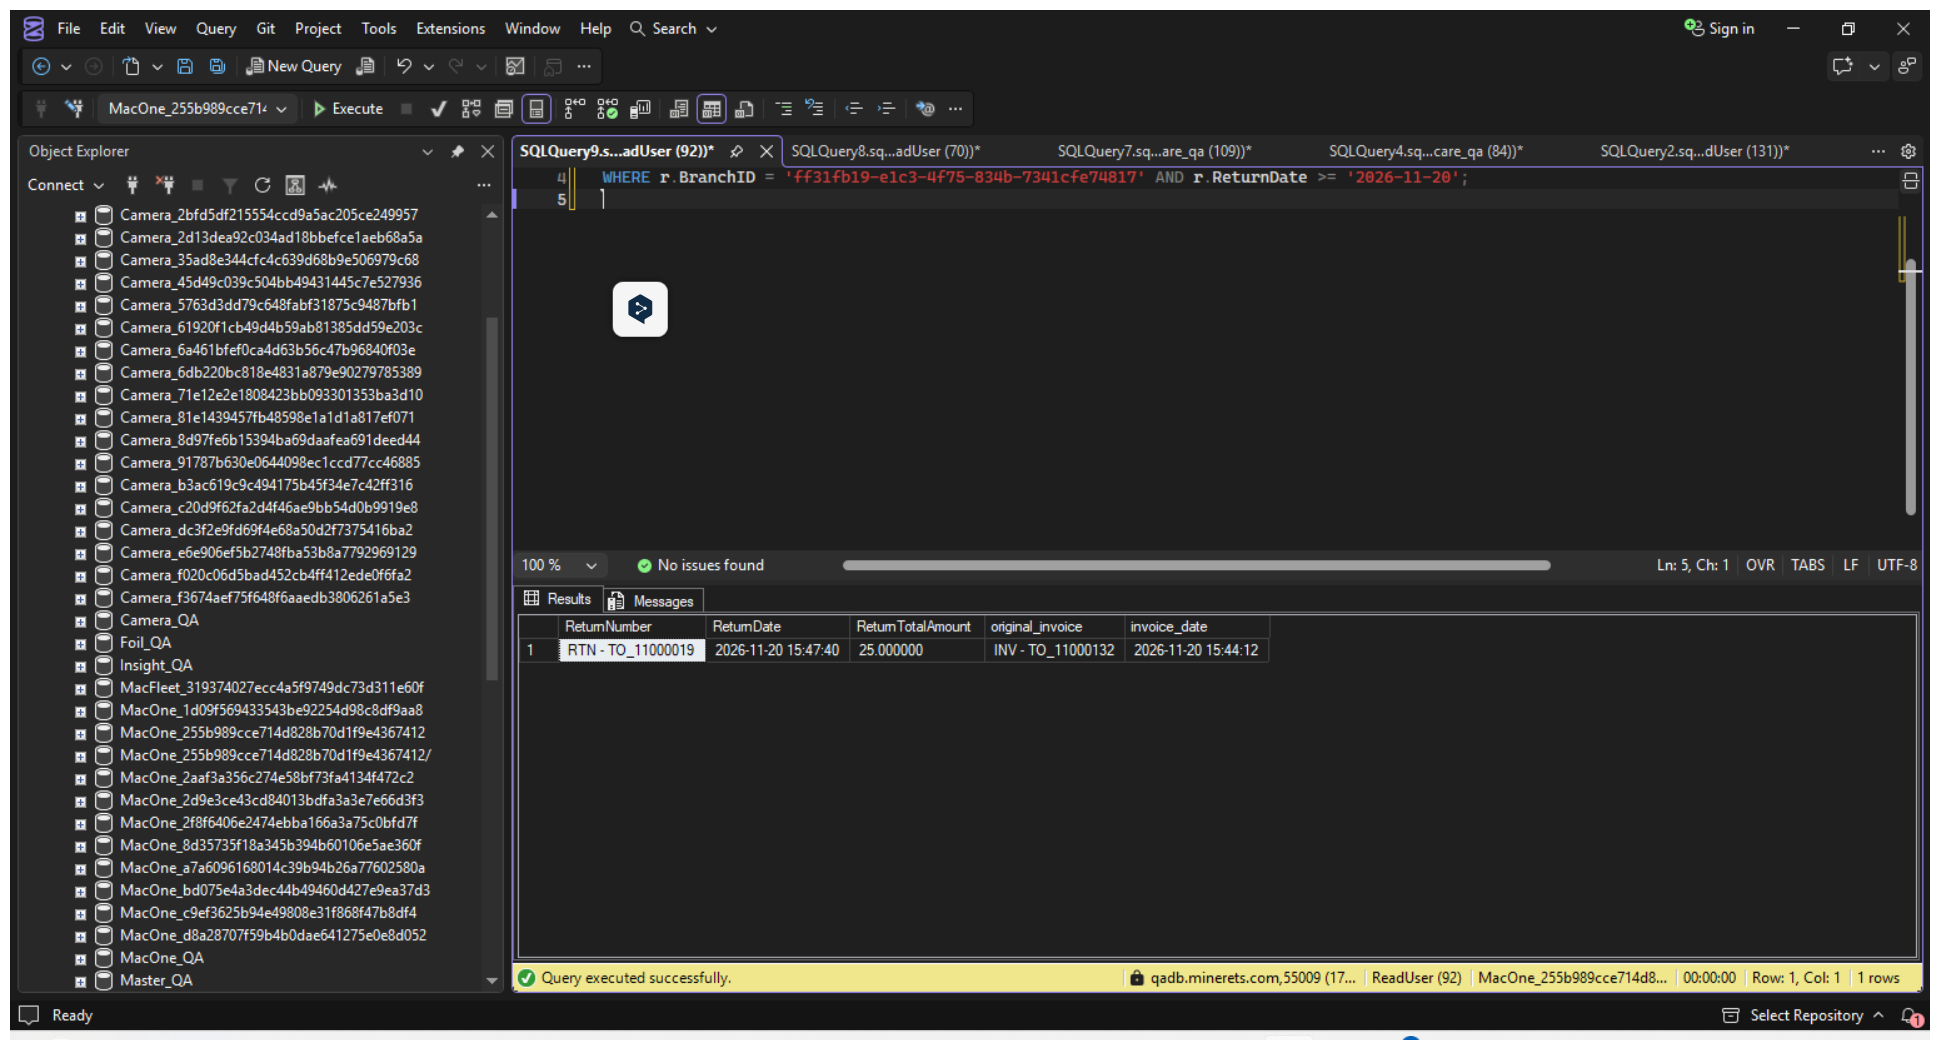 File Edit View Query Git Project Tools Extensions Window Help Search Sign in
New Query
MacOne_255b989cce714 Execute
Object Explorer
Connect
Camera_2bfd5df215554ccd9a5ac205ce249957
Camera_2d13dea92c034ad18bbefce1aeb68a5a
Camera_35ad8e344cfc4c639d68b9e506979c68
Camera_45d49c039c504bb49431445c7e527936
Camera_5763d3dd79c648fabf31875c9487bfb1
Camera_61920f1cb49d4b59ab81385dd59e203c
Camera_6a461bfef0ca4d63b56c47b96840f03e
Camera_6db220bc818e4831a879e90279785389
Camera_71e12e2e1808423bb093301353ba3d10
Camera_81e1439457fb48598e1a1d1a817ef071
Camera_8d97fe6b15394ba69daafea691deed44
Camera_91787b630e0644098ec1ccd77cc46885
Camera_b3ac619c9c494175b45f34e7c42ff316
Camera_c20d9f62fa2d4f46ae9bb54d0b9919e8
Camera_dc3f2e9fd69f4e68a50d2f7375416ba2
Camera_e6e906ef5b2748fba53b8a7792969129
Camera_f020c06d5bad452cb4ff412ede0f6fa2
Camera_f3674aef75f648f6aaedb3806261a5e3
Camera_QA
Foil_QA
Insight_QA
MacFleet_319374027ecc4a5f9749dc73d311e60f
MacOne_1d09f569433543be92254d98c8df9aa8
MacOne_255b989cce714d828b70d1f9e4367412
MacOne_255b989cce714d828b70d1f9e4367412/
MacOne_2aaf3a356c274e58bf73fa4134f472c2
MacOne_2d9e3ce43cd84013bdfa3a3e7e66d3f3
MacOne_2f8f6406e2474ebba166a3a75c0bfd7f
MacOne_8d35735f18a345b394b60106e5ae360f
MacOne_a7a6096168014c39b94b26a77602580a
MacOne_bd075e4a3dec44b49460d427e9ea37d3
MacOne_c9ef3625b94e49808e31f868f47b8df4
MacOne_d8a28707f59b4b0dae641275e0e8d052
MacOne_QA
Master_QA
SQLQuery9.s...adUser (92))* SQLQuery8.sq...adUser (70))* SQLQuery7.sq...are_qa (109))* SQLQuery4.sq...care_qa (84))* SQLQuery2.sq...dUser (131))*
4 WHERE r.BranchID = 'ff31fb19-e1c3-4f75-834b-7341cfe74817' AND r.ReturnDate >= '2026-11-20';
5
100 % No issues found Ln: 5, Ch: 1 OVR TABS LF UTF-8
Results Messages
ReturnNumber ReturnDate ReturnTotalAmount original_invoice invoice_date
1 RTN - TO_11000019 2026-11-20 15:47:40 25.000000 INV - TO_11000132 2026-11-20 15:44:12
Query executed successfully. qadb.minerets.com,55009 (17... ReadUser (92) MacOne_255b989cce714d8... 00:00:00 Row: 1, Col: 1 1 rows
Ready Select Repository 1